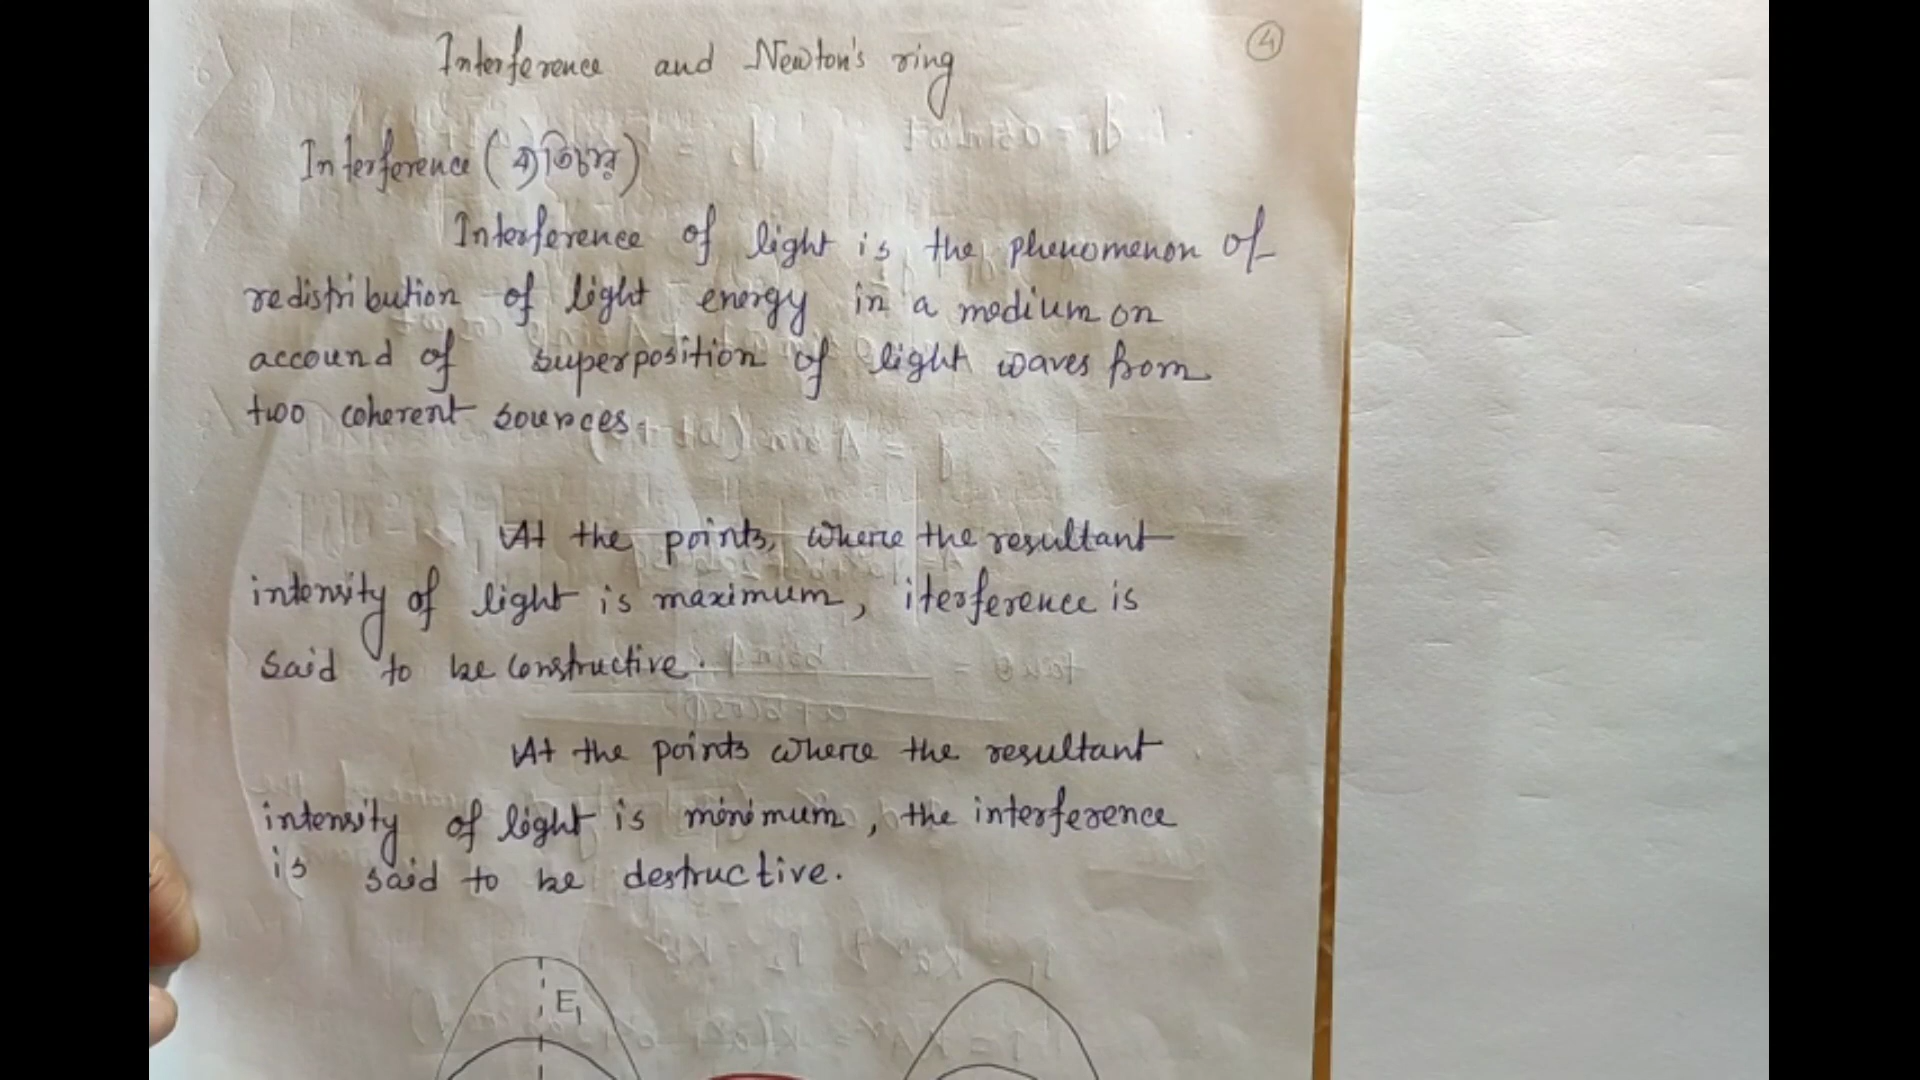 Interference and Newton's ring
4
Interference (ব্যতিচার)
Interference of light is the phenomenon of
redistribution of light energy in a medium on
accound of superposition of light waves from
two coherent sources.
At the points, where the resultant
intensity of light is maximum, iterference is
said to be constructive.
At the points where the resultant
intensity of light is minimum, the interference
is said to be destructive.
E1